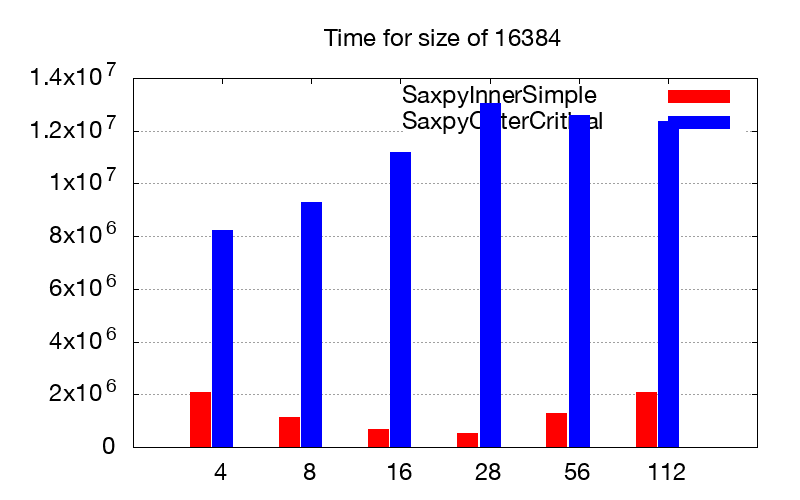 Time for size of 16384
1.4x10^7
SaxpyInnerSimple
SaxpyOuterCritical
1.2x10^7
1x10^7
8x10^6
6x10^6
4x10^6
2x10^6
0
4 8 16 28 56 112